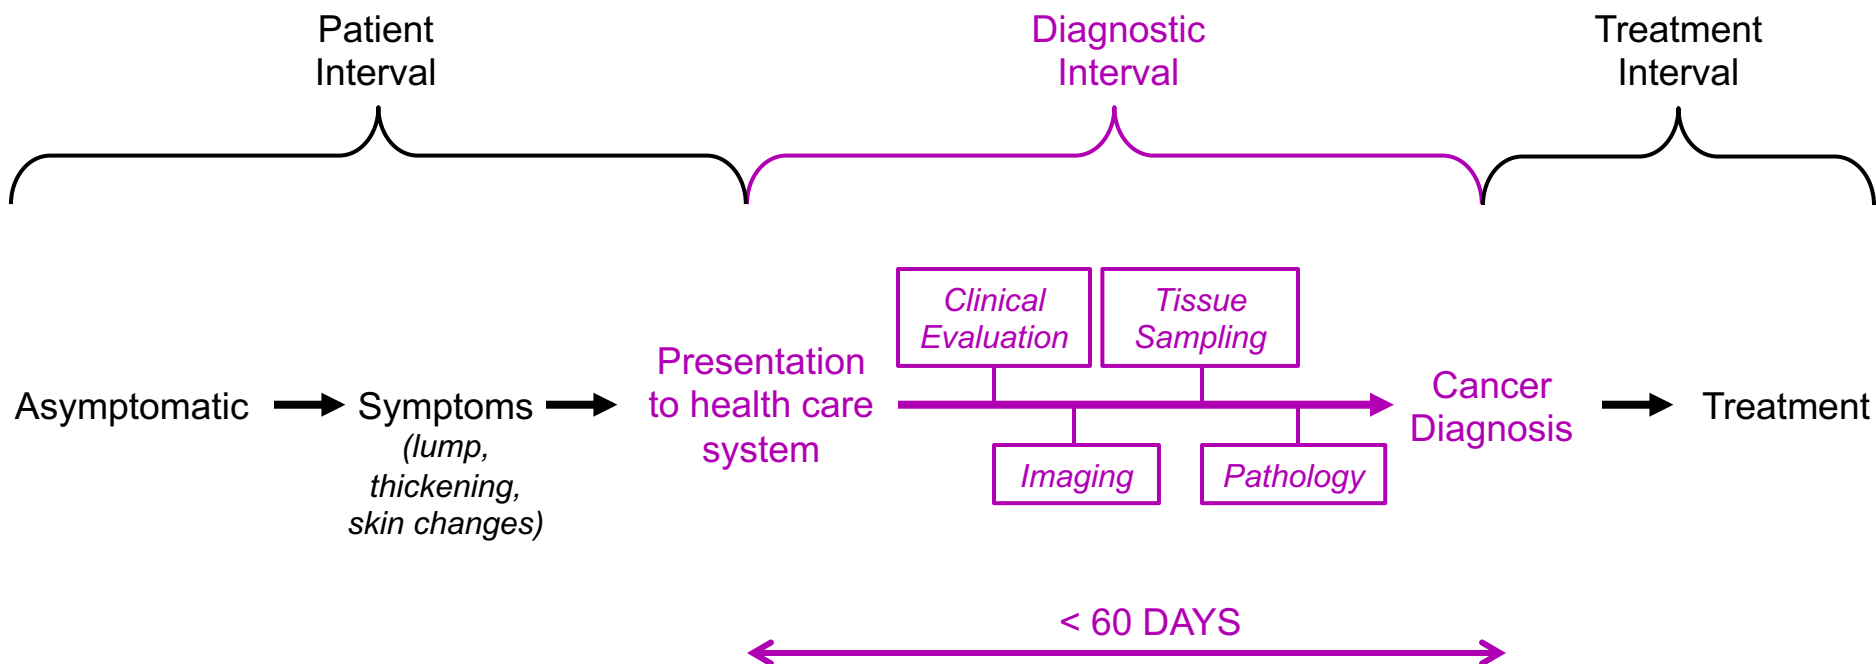 Patient
Interval
Diagnostic
Interval
Treatment
Interval
Asymptomatic
Symptoms
(lump,
thickening,
skin changes)
Presentation
to health care
system
Clinical
Evaluation
Tissue
Sampling
Imaging
Pathology
Cancer
Diagnosis
Treatment
< 60 DAYS